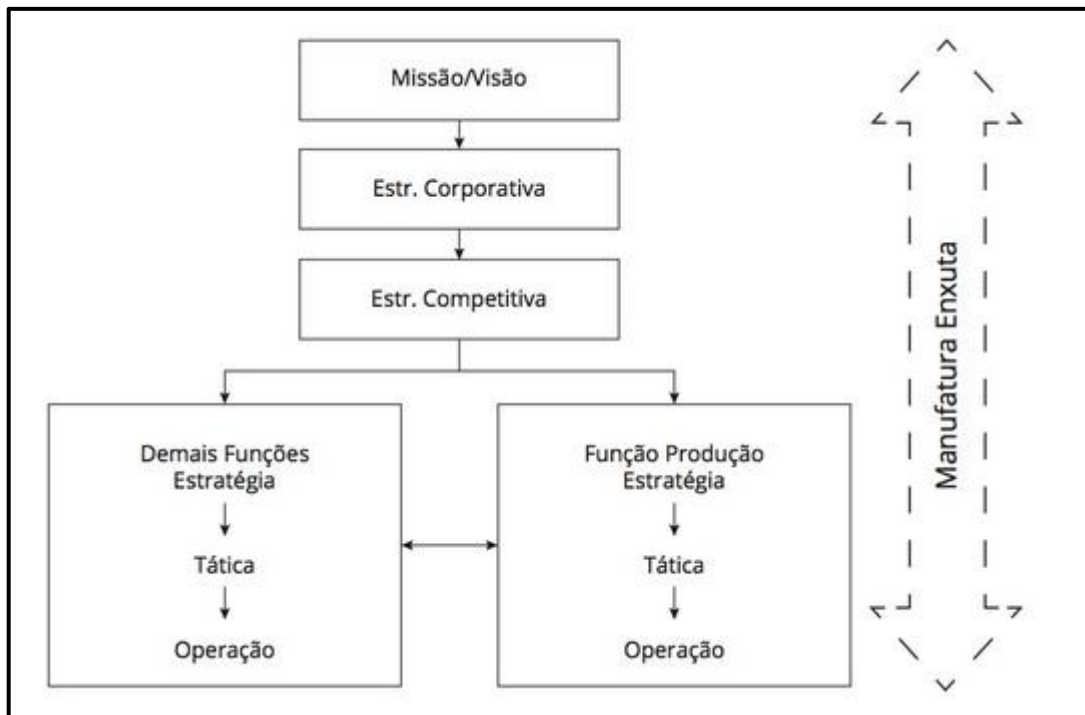 Missão/Visão
Estr. Corporativa
Estr. Competitiva
Demais Funções
Estratégia
Tática
Operação
Função Produção
Estratégia
Tática
Operação
Manufatura Enxuta